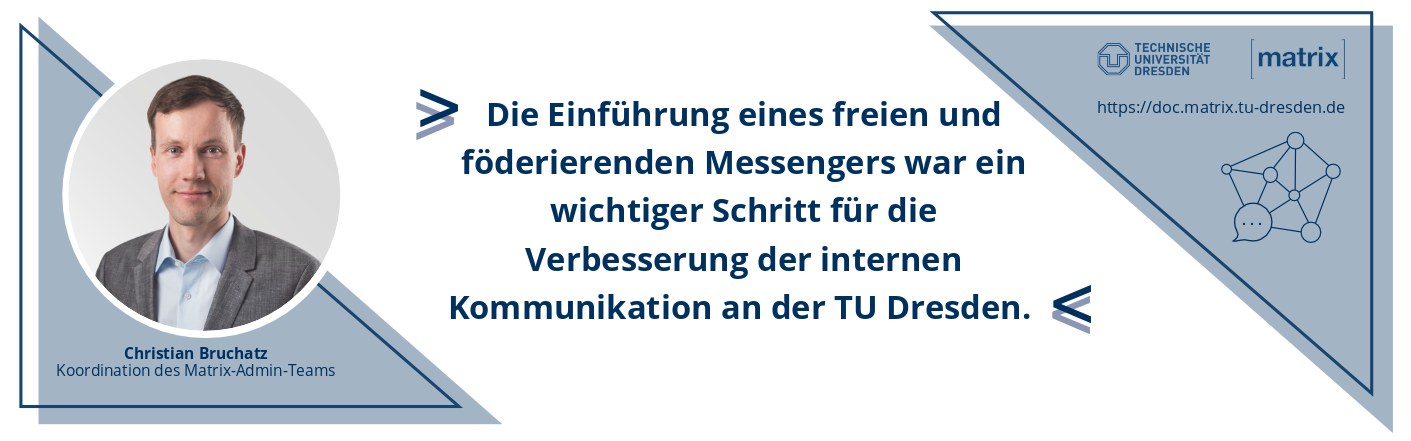 Die Einführung eines freien und
föderierenden Messengers war ein
wichtiger Schritt für die
Verbesserung der internen
Kommunikation an der TU Dresden.
Christian Bruchatz
Koordination des Matrix-Admin-Teams
TECHNISCHE
UNIVERSITÄT
DRESDEN
[matrix]
https://doc.matrix.tu-dresden.de